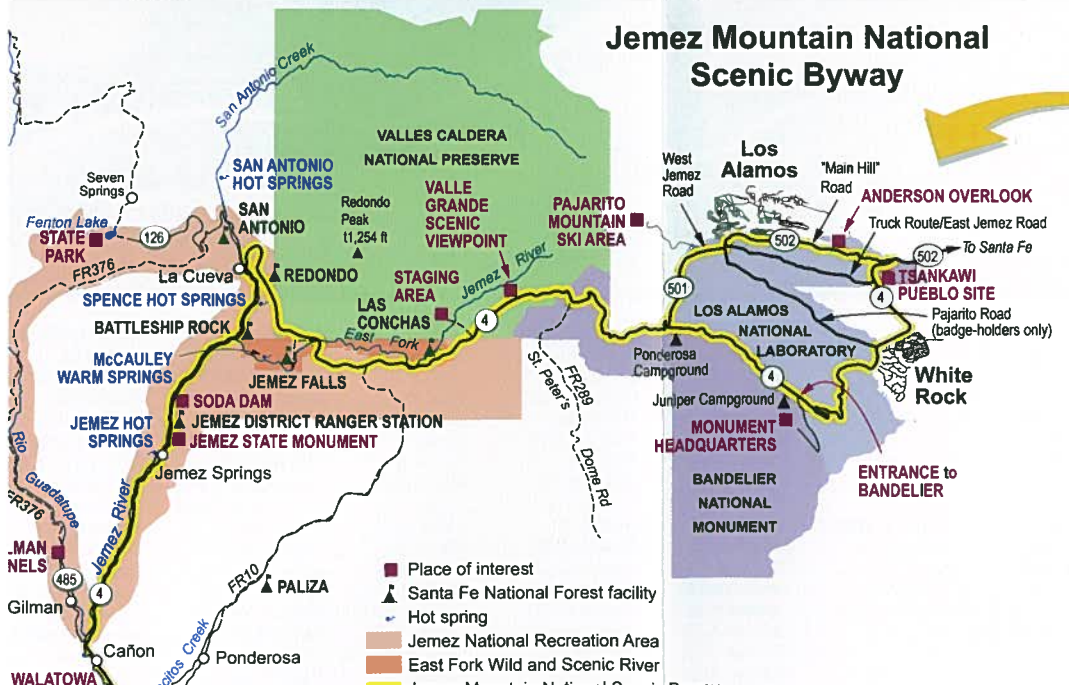 Jemez Mountain National
Scenic Byway
San Antonio Creek
VALLES CALDERA
NATIONAL PRESERVE
SAN ANTONIO
HOT SPRINGS
Seven
Springs
Fenton Lake
STATE
PARK
126
FR376
SAN
ANTONIO
La Cueva
REDONDO
Redondo
Peak
11,254 ft
VALLE
GRANDE
SCENIC
VIEWPOINT
STAGING
AREA
Jemez River
LAS
CONCHAS
East Fork
4
PAJARITO
MOUNTAIN
SKI AREA
West
Jemez
Road
Los
Alamos
"Main Hill"
Road
ANDERSON OVERLOOK
Truck Route/East Jemez Road
502
502
To Santa Fe
TSANKAWI
PUEBLO SITE
4
501
LOS ALAMOS
NATIONAL
LABORATORY
Pajarito Road
(badge-holders only)
White
Rock
Ponderosa
Campground
4
Juniper Campground
MONUMENT
HEADQUARTERS
ENTRANCE to
BANDELIER
BANDELIER
NATIONAL
MONUMENT
FR289
St. Peter's
Dome Rd
SPENCE HOT SPRINGS
BATTLESHIP ROCK
McCAULEY
WARM SPRINGS
JEMEZ FALLS
SODA DAM
JEMEZ HOT
SPRINGS
JEMEZ DISTRICT RANGER STATION
JEMEZ STATE MONUMENT
Jemez Springs
Rio
Guadalupe
FR376
Jemez River
LMAN
NELS
485
4
Gilman
Cañon
WALATOWA
FR10
PALIZA
Ponderosa
citos Creek
Place of interest
Santa Fe National Forest facility
Hot spring
Jemez National Recreation Area
East Fork Wild and Scenic River